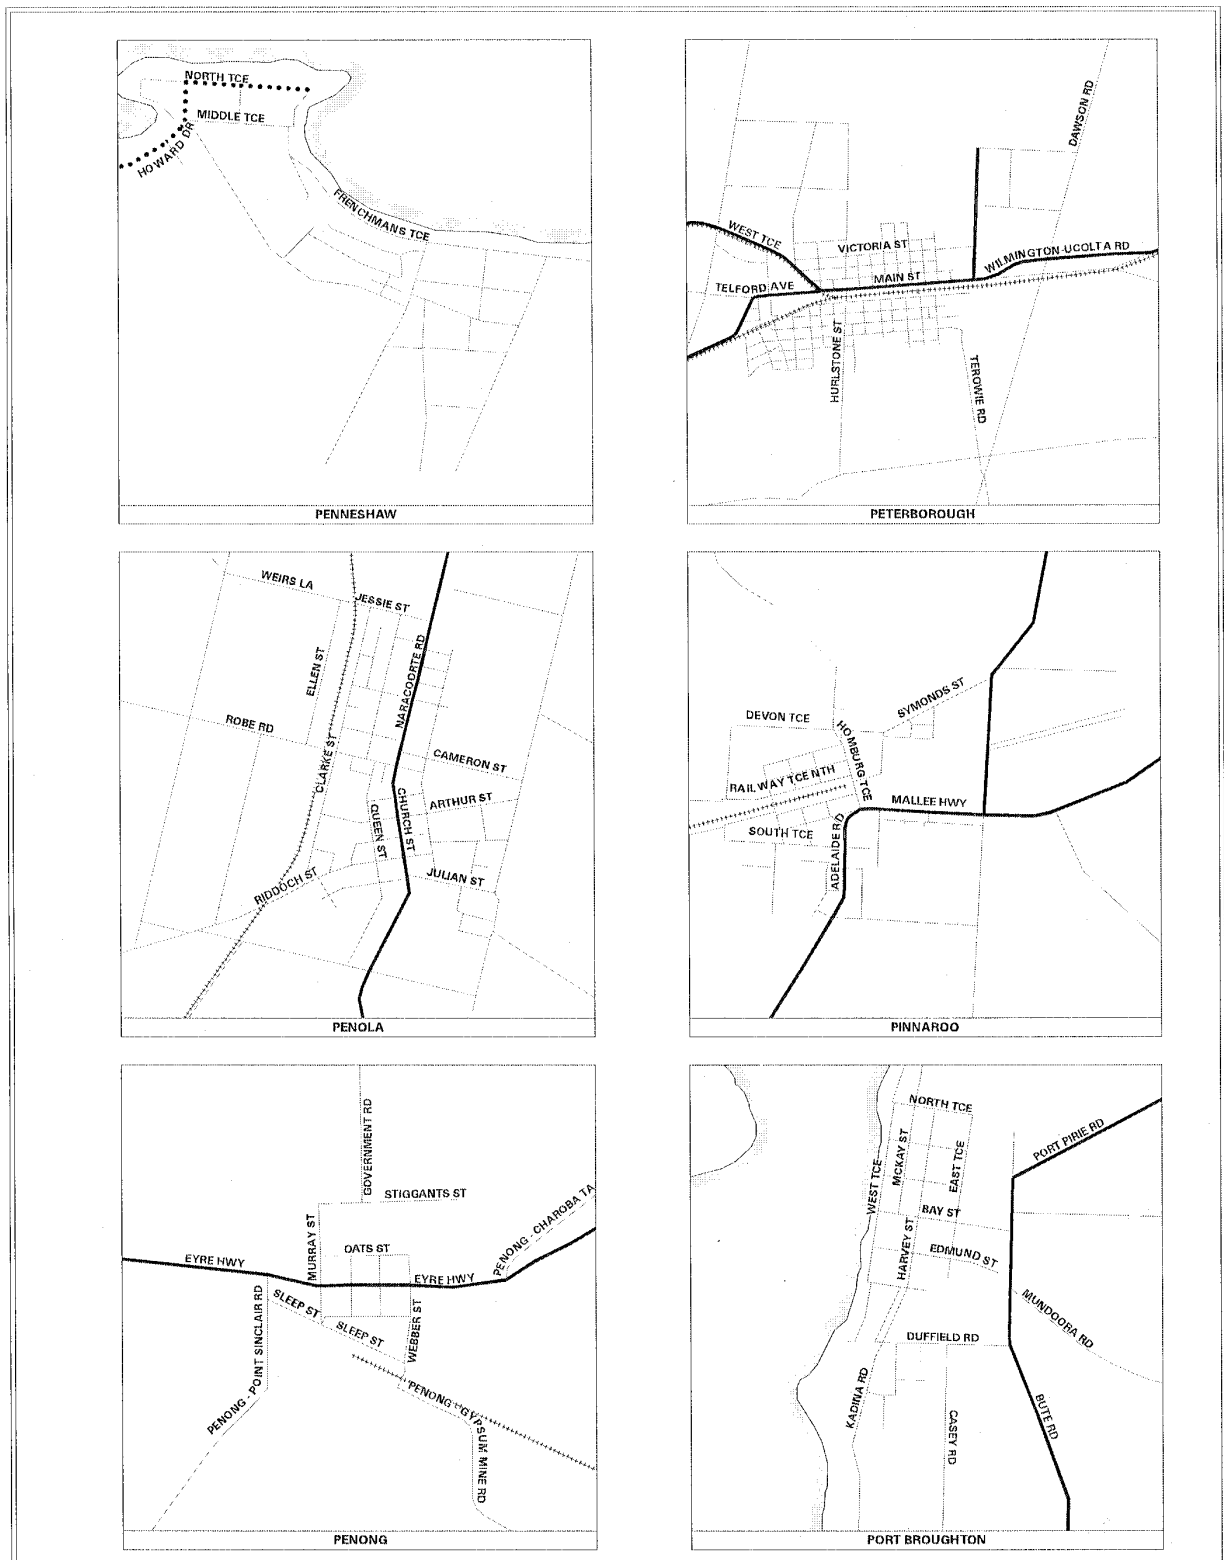 NORTH TCE
MIDDLE TCE
HOWARD DR
FRENCHMANS TCE
PENNESHAW
DAWSON RD
WEST TCE
VICTORIA ST
WILMINGTON-UCOLTA RD
MAIN ST
TELFORD AVE
HURLSTONE ST
TEROWIE RD
PETERBOROUGH
WEIRS LA
JESSIE ST
ELLEN ST
NARACOORTE RD
ROBE RD
CLARKE ST
CAMERON ST
QUEEN ST
CHURCH ST
ARTHUR ST
RIDDOCH ST
JULIAN ST
PENOLA
SYMONDS ST
DEVON TCE
HOMBURG TCE
RAILWAY TCE NTH
MALLEE HWY
SOUTH TCE
ADELAIDE RD
PINNAROO
GOVERNMENT RD
STIGGANTS ST
PENONG - CHAROBA TA
MURRAY ST
OATS ST
EYRE HWY
EYRE HWY
SLEEP ST
SLEEP ST
WEBBER ST
PENONG - POINT SINCLAIR RD
PENONG - GYPSUM MINE RD
PENONG
NORTH TCE
PORT PIRIE RD
MCKAY ST
EAST TCE
WEST TCE
BAY ST
HARVEY ST
EDMUND ST
MUNDOORA RD
DUFFIELD RD
KADINA RD
CASEY RD
BUTE RD
PORT BROUGHTON